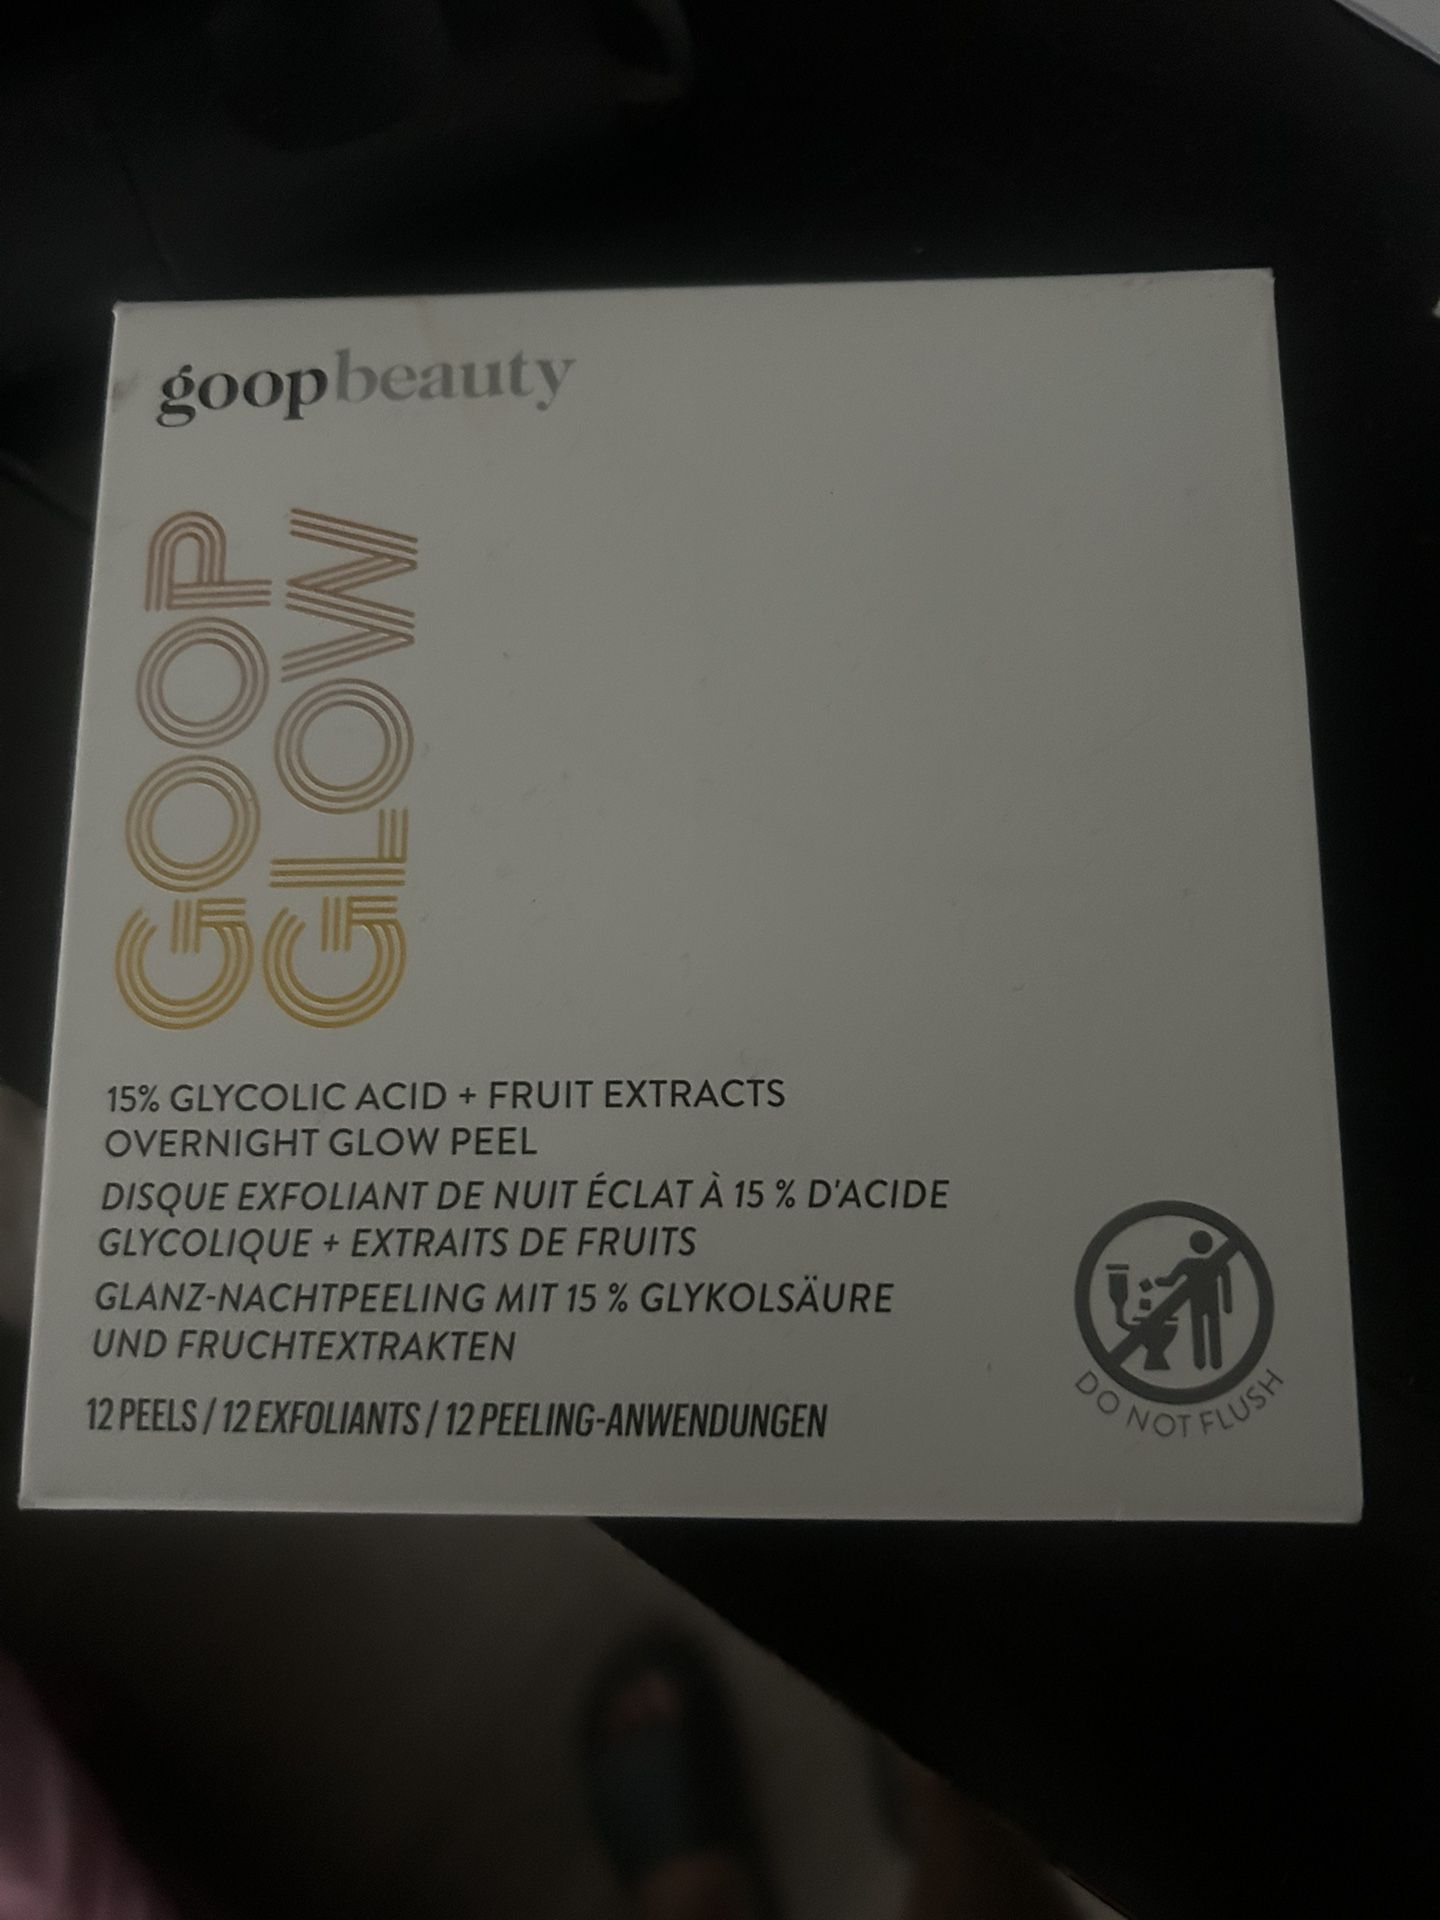 goopbeauty
GOOP
GLOW
15% GLYCOLIC ACID + FRUIT EXTRACTS
OVERNIGHT GLOW PEEL
DISQUE EXFOLIANT DE NUIT ÉCLAT À 15 % D'ACIDE
GLYCOLIQUE + EXTRAITS DE FRUITS
GLANZ-NACHTPEELING MIT 15 % GLYKOLSÄURE
UND FRUCHTEXTRAKTEN
12 PEELS / 12 EXFOLIANTS / 12 PEELING-ANWENDUNGEN
DO NOT FLUSH